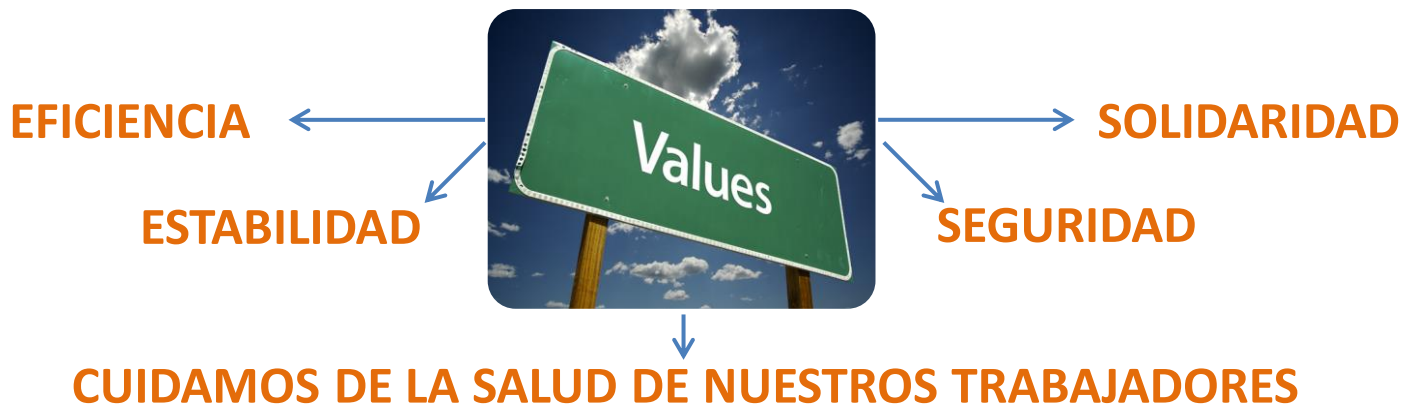 EFICIENCIA
Values
SOLIDARIDAD
ESTABILIDAD
SEGURIDAD
CUIDAMOS DE LA SALUD DE NUESTROS TRABAJADORES